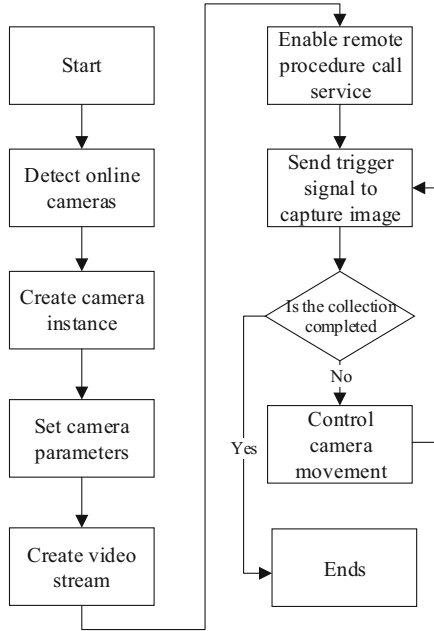 Start
Detect online
cameras
Create camera
instance
Set camera
parameters
Create video
stream
Enable remote
procedure call
service
Send trigger
signal to
capture image
Is the collection
completed
No
Yes
Control
camera
movement
Ends